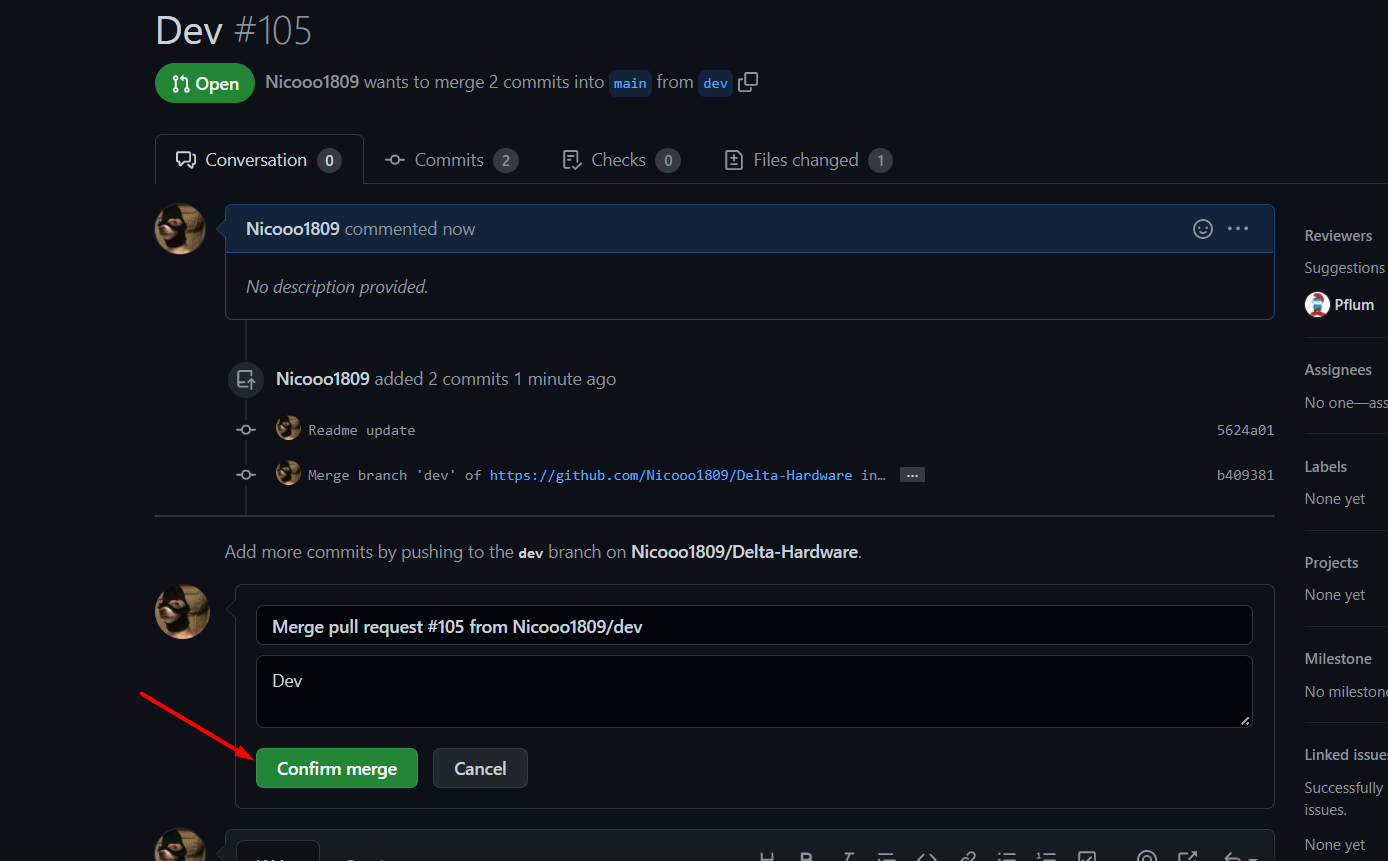 Dev #105
Open Nicooo1809 wants to merge 2 commits into main from dev
Conversation 0 Commits 2 Checks 0 Files changed 1
Nicooo1809 commented now
No description provided.
Nicooo1809 added 2 commits 1 minute ago
Readme update 5624a01
Merge branch 'dev' of https://github.com/Nicooo1809/Delta-Hardware in… … b409381
Add more commits by pushing to the dev branch on Nicooo1809/Delta-Hardware.
Merge pull request #105 from Nicooo1809/dev
Dev
Confirm merge Cancel
Reviewers
Suggestions
Pflum
Assignees
No one—ass
Labels
None yet
Projects
None yet
Milestone
No milestone
Linked issues
Successfully
issues.
None yet